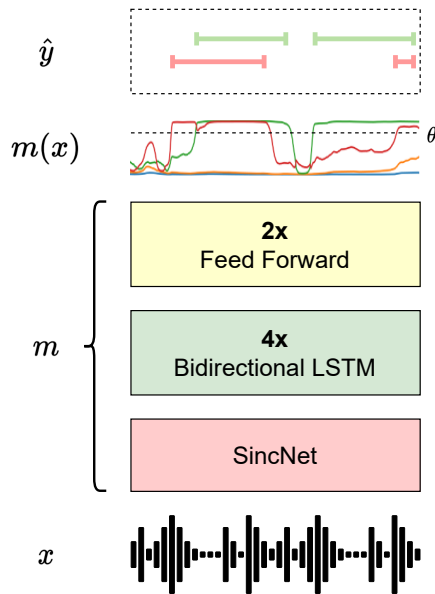 ŷ
m(x)
θ
2x
Feed Forward
m
4x
Bidirectional LSTM
SincNet
x